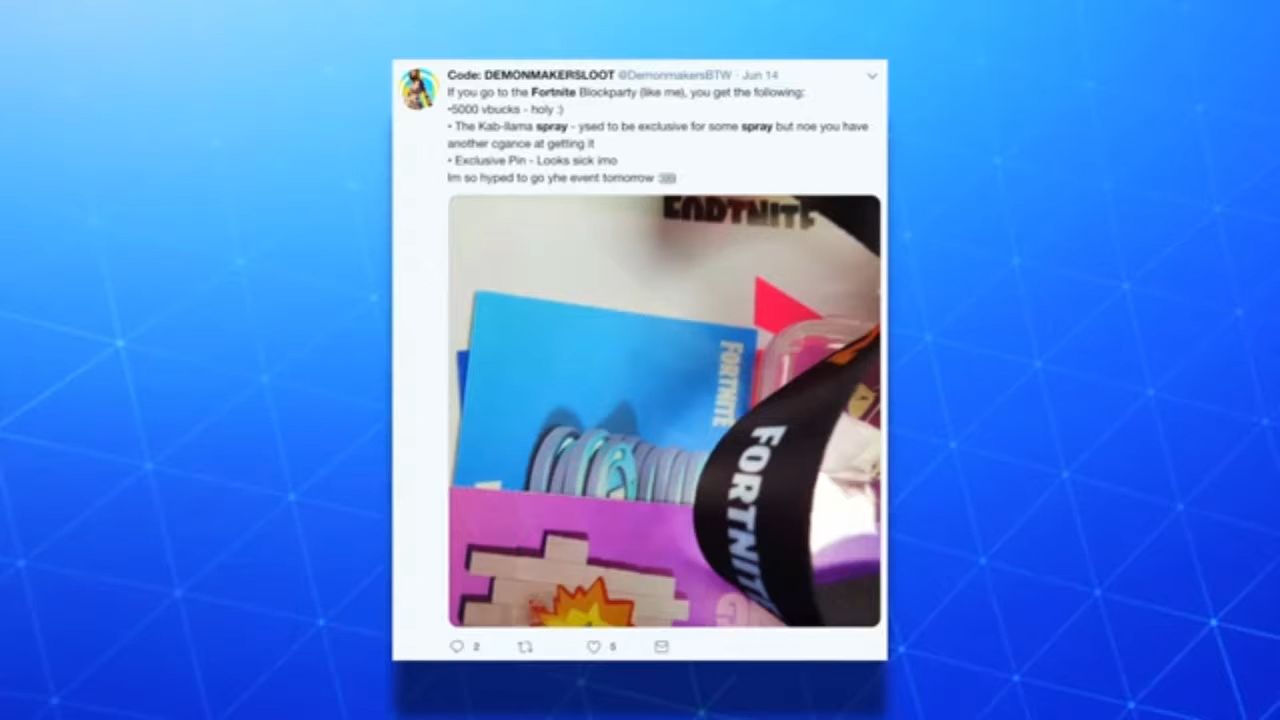 Code: DEMONMAKERSLOOT @DemonmakersBTW · Jun 14
If you go to the Fortnite Blockparty (like me), you get the following:
•5000 vbucks - holy :)
• The Kab-llama spray - ysed to be exclusive for some spray but noe you have
another cgance at getting it
• Exclusive Pin - Looks sick imo
Im so hyped to go yhe event tomorrow
FORTNITE
FORTNITE
FORTNITE
2
5